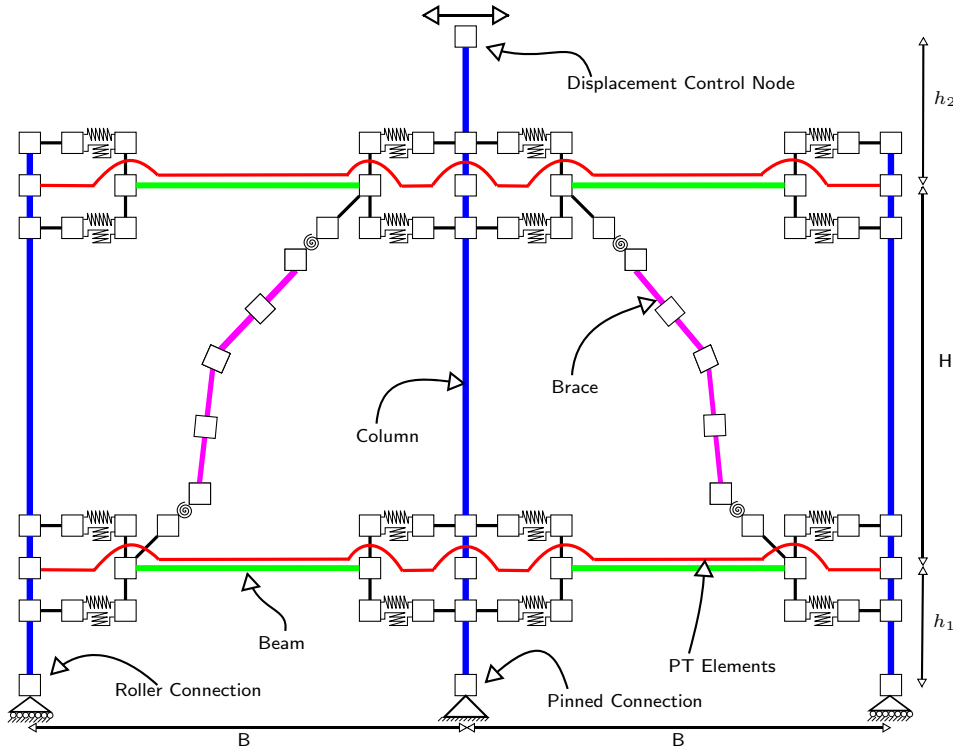 Displacement Control Node
h₂
H
Brace
Column
h₁
Beam
PT Elements
Roller Connection
Pinned Connection
B
B